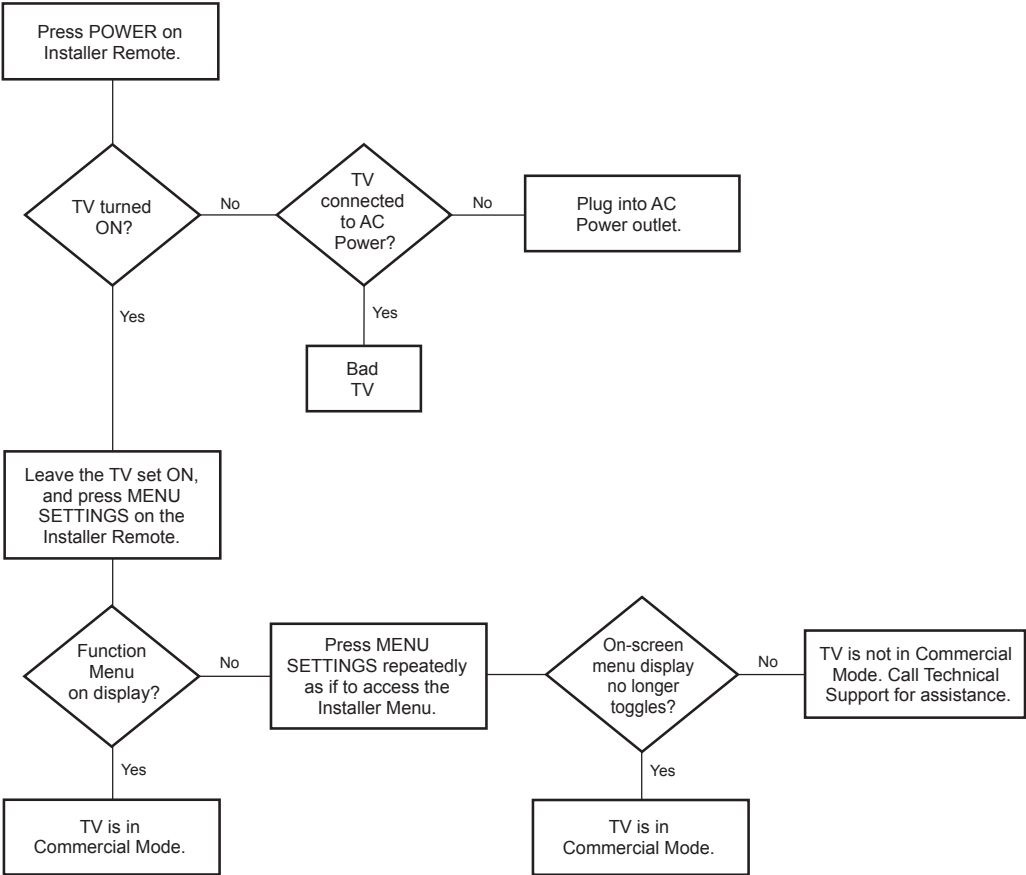 Press POWER on
Installer Remote.
TV turned
ON?
No
TV
connected
to AC
Power?
No
Plug into AC
Power outlet.
Yes
Yes
Bad
TV
Leave the TV set ON,
and press MENU
SETTINGS on the
Installer Remote.
Function
Menu
on display?
No
Press MENU
SETTINGS repeatedly
as if to access the
Installer Menu.
On-screen
menu display
no longer
toggles?
No
TV is not in Commercial
Mode. Call Technical
Support for assistance.
Yes
TV is in
Commercial Mode.
Yes
TV is in
Commercial Mode.